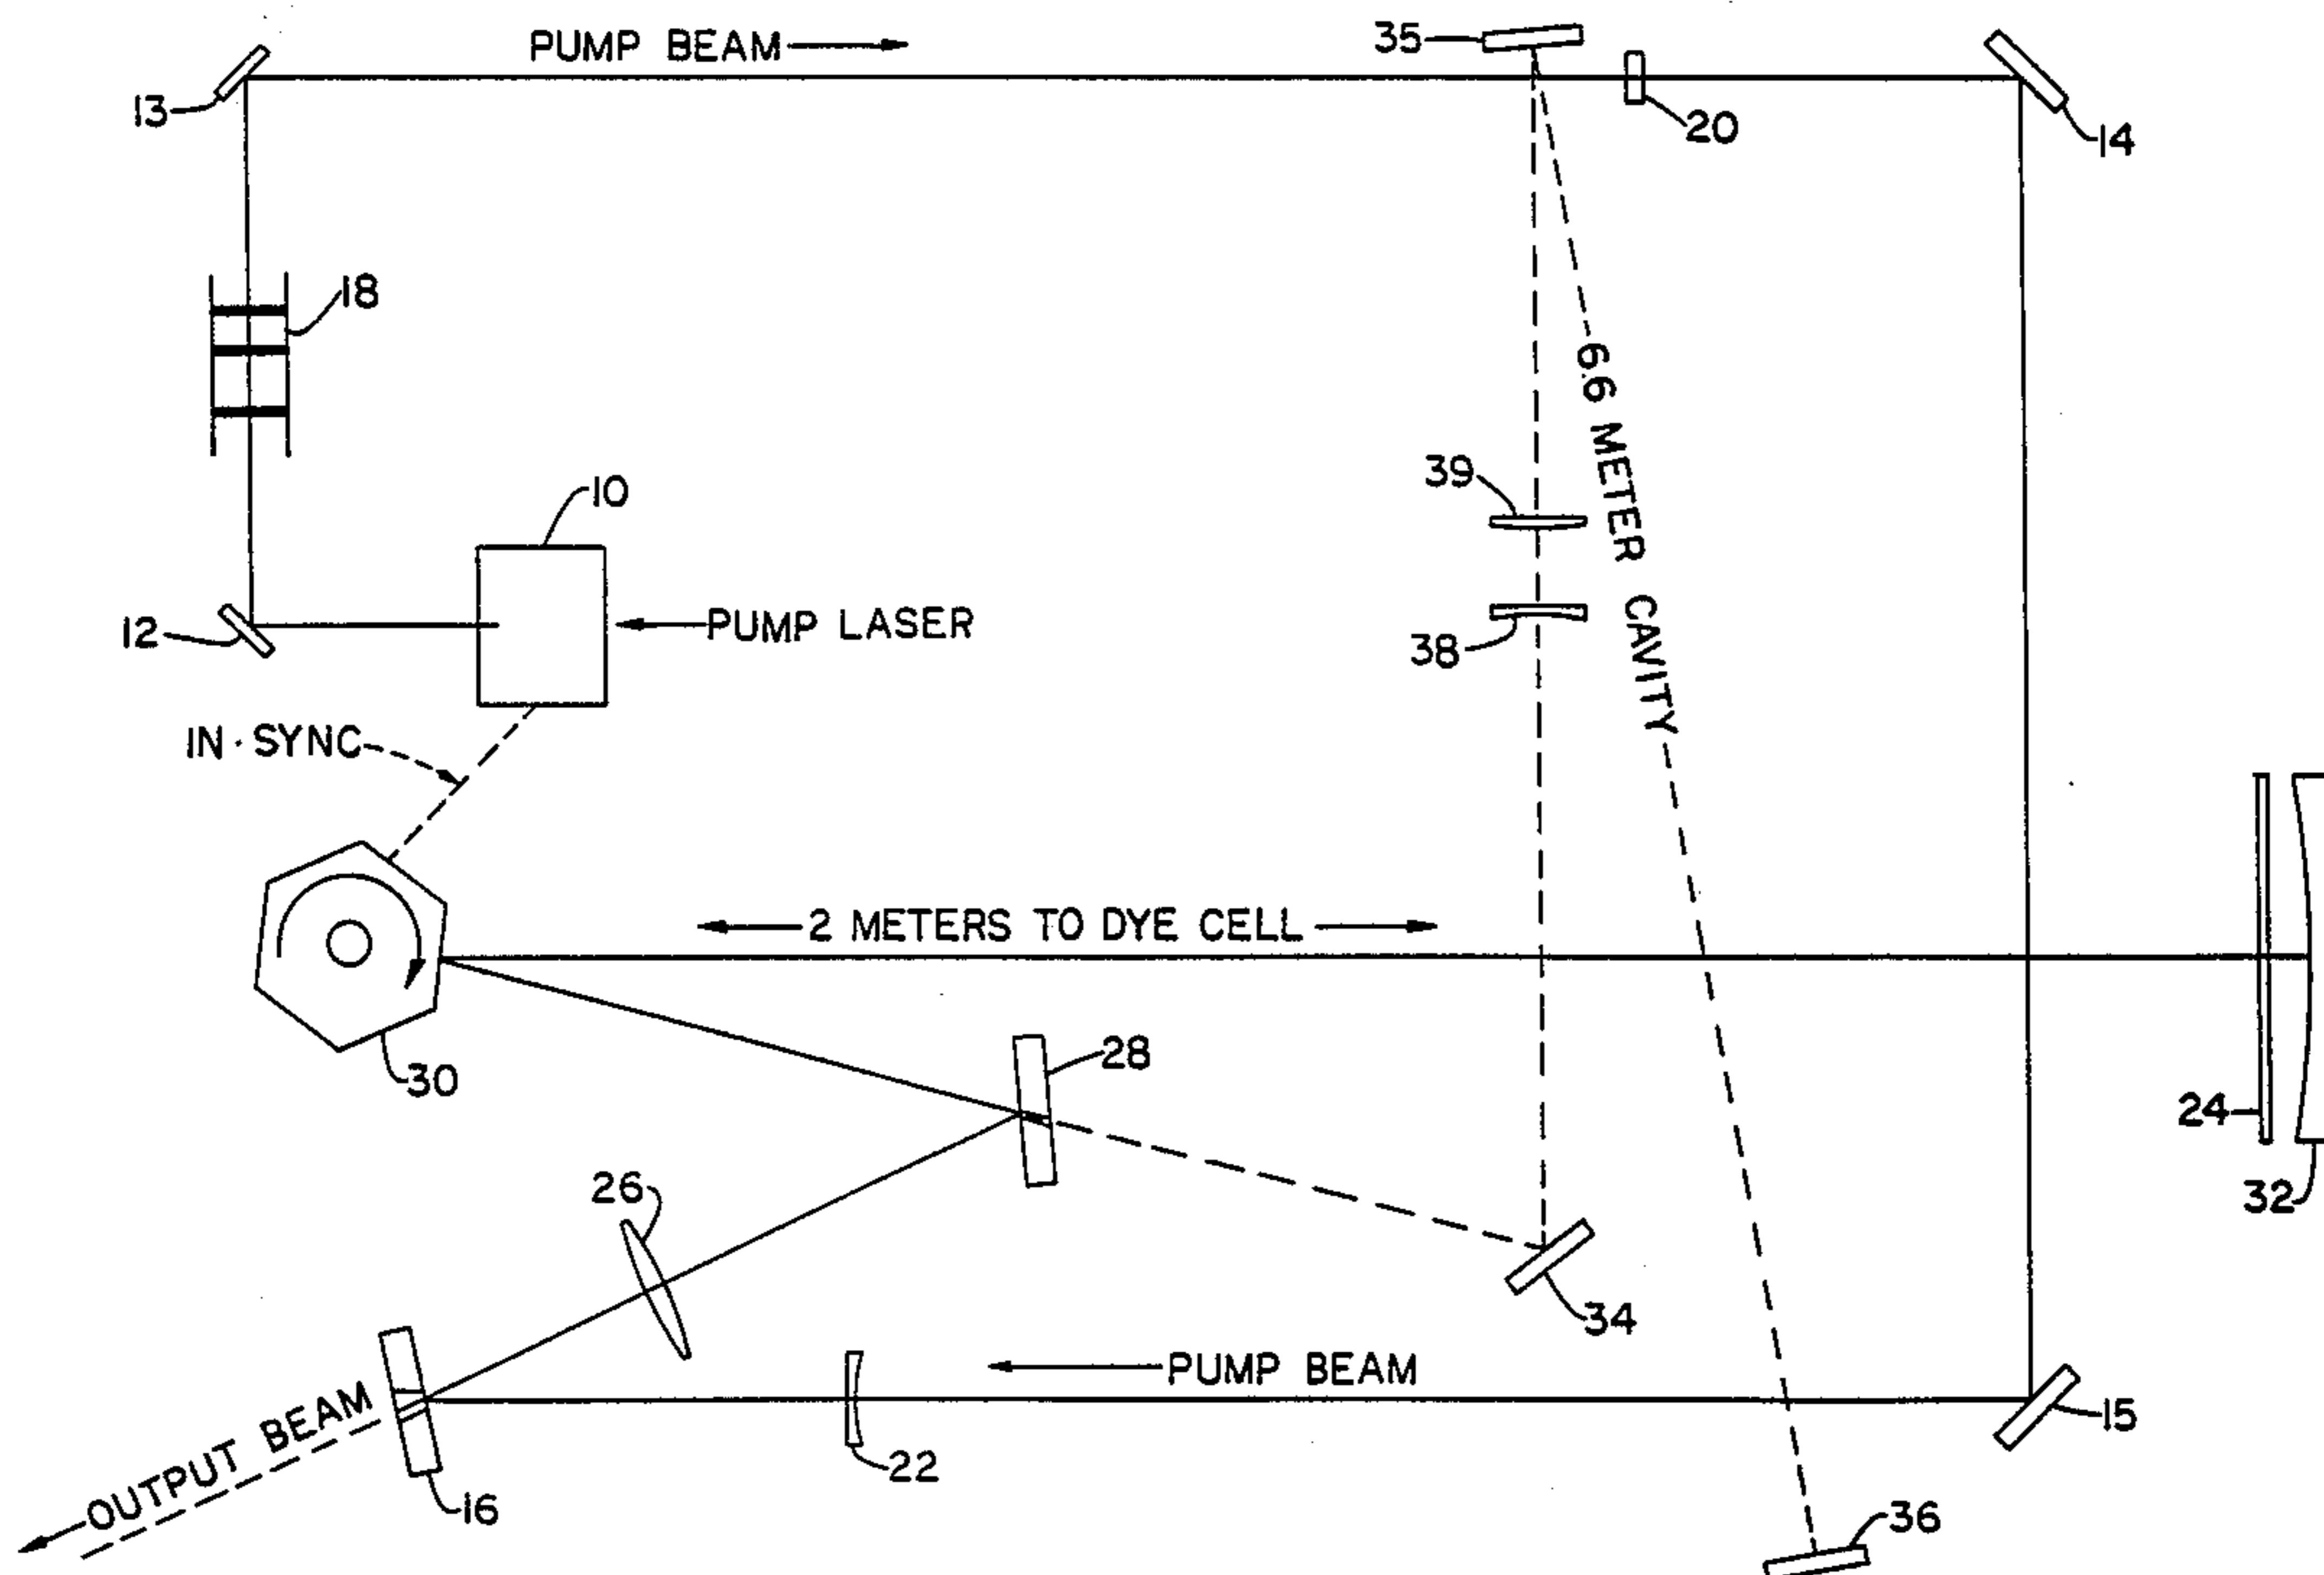 PUMP BEAM
35
13
20
14
18
10
39
6.6 METER CAVITY
12
PUMP LASER
38
IN·SYNC
2 METERS TO DYE CELL
28
30
24
26
32
34
PUMP BEAM
15
OUTPUT BEAM
22
16
36